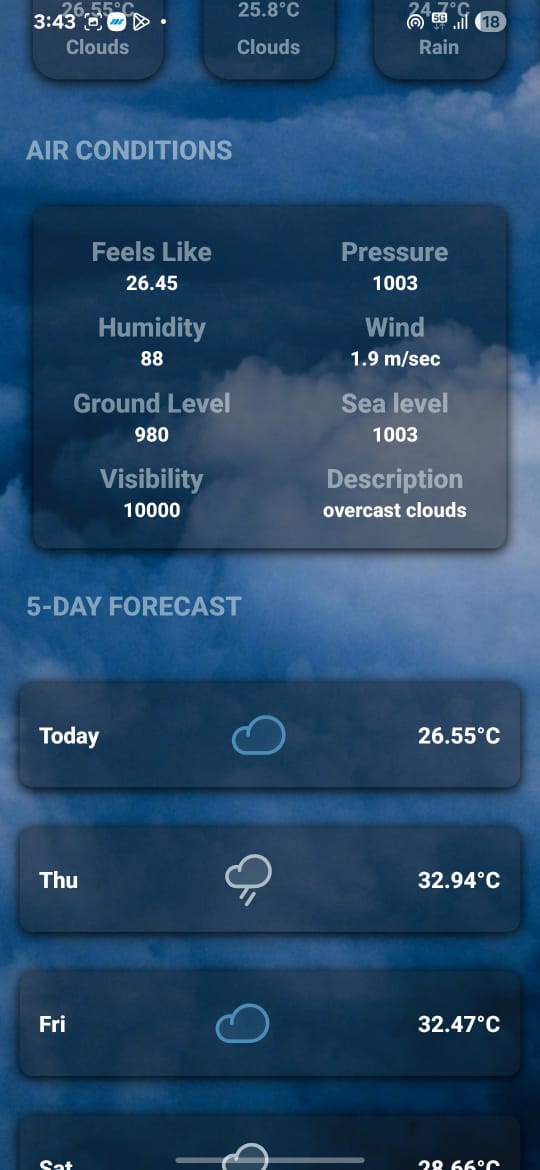 26.55°C 25.8°C 24.7°C
3:43 5G 18
Clouds Clouds Rain
AIR CONDITIONS
Feels Like Pressure
26.45 1003
Humidity Wind
88 1.9 m/sec
Ground Level Sea level
980 1003
Visibility Description
10000 overcast clouds
5-DAY FORECAST
Today 26.55°C
Thu 32.94°C
Fri 32.47°C
Sat 28.66°C